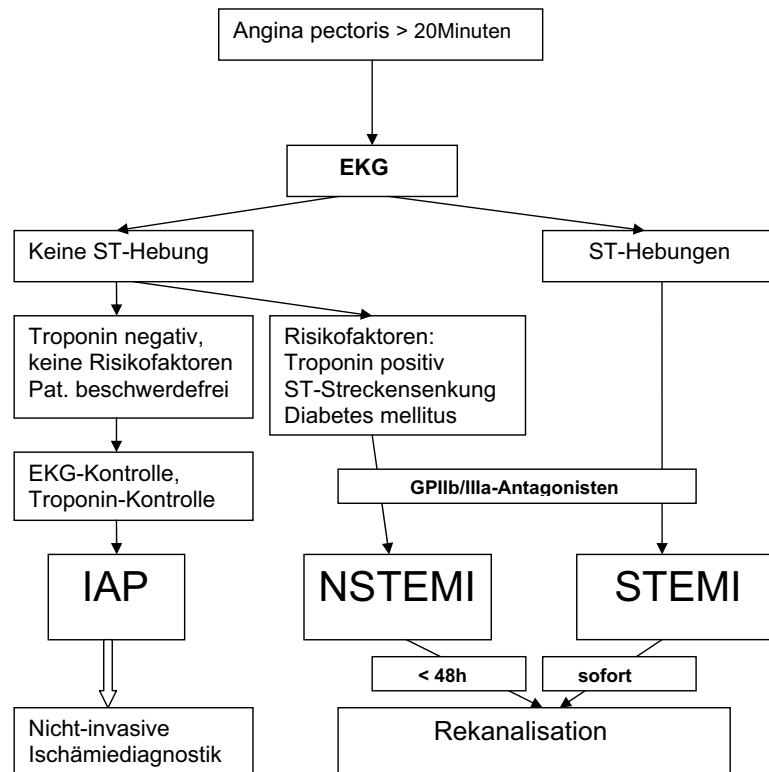 Angina pectoris > 20Minuten
EKG
Keine ST-Hebung
ST-Hebungen
Troponin negativ,
keine Risikofaktoren
Pat. beschwerdefrei
Risikofaktoren:
Troponin positiv
ST-Streckensenkung
Diabetes mellitus
EKG-Kontrolle,
Troponin-Kontrolle
GPIIb/IIIa-Antagonisten
IAP
NSTEMI
STEMI
< 48h
sofort
Nicht-invasive
Ischämiediagnostik
Rekanalisation